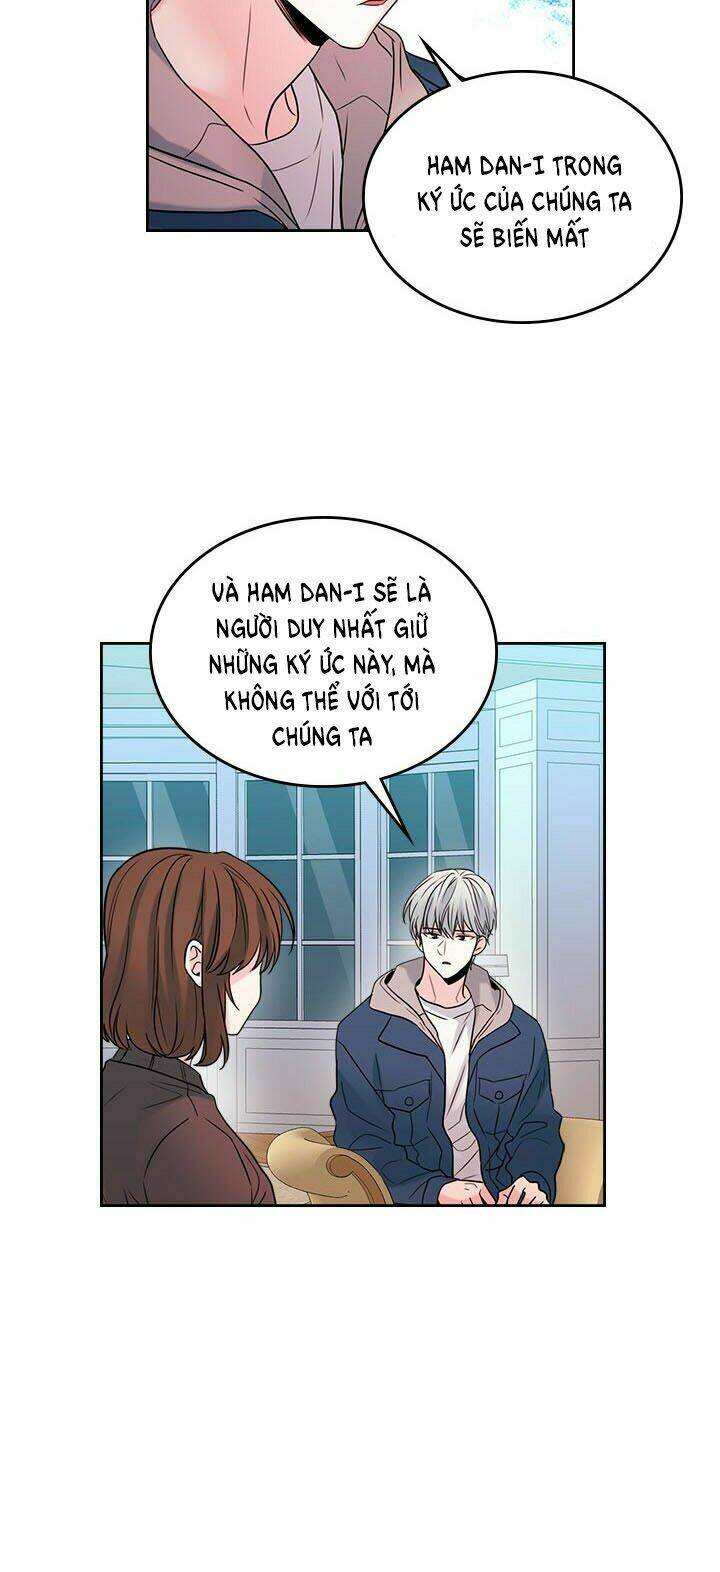 HAM DAN-I TRONG
KÝ ỨC CỦA CHÚNG TA
SẼ BIẾN MẤT
VÀ HAM DAN-I SẼ LÀ
NGƯỜI DUY NHẤT GIỮ
NHỮNG KÝ ỨC NÀY, MÀ
KHÔNG THỂ VỚI TỚI
CHÚNG TA